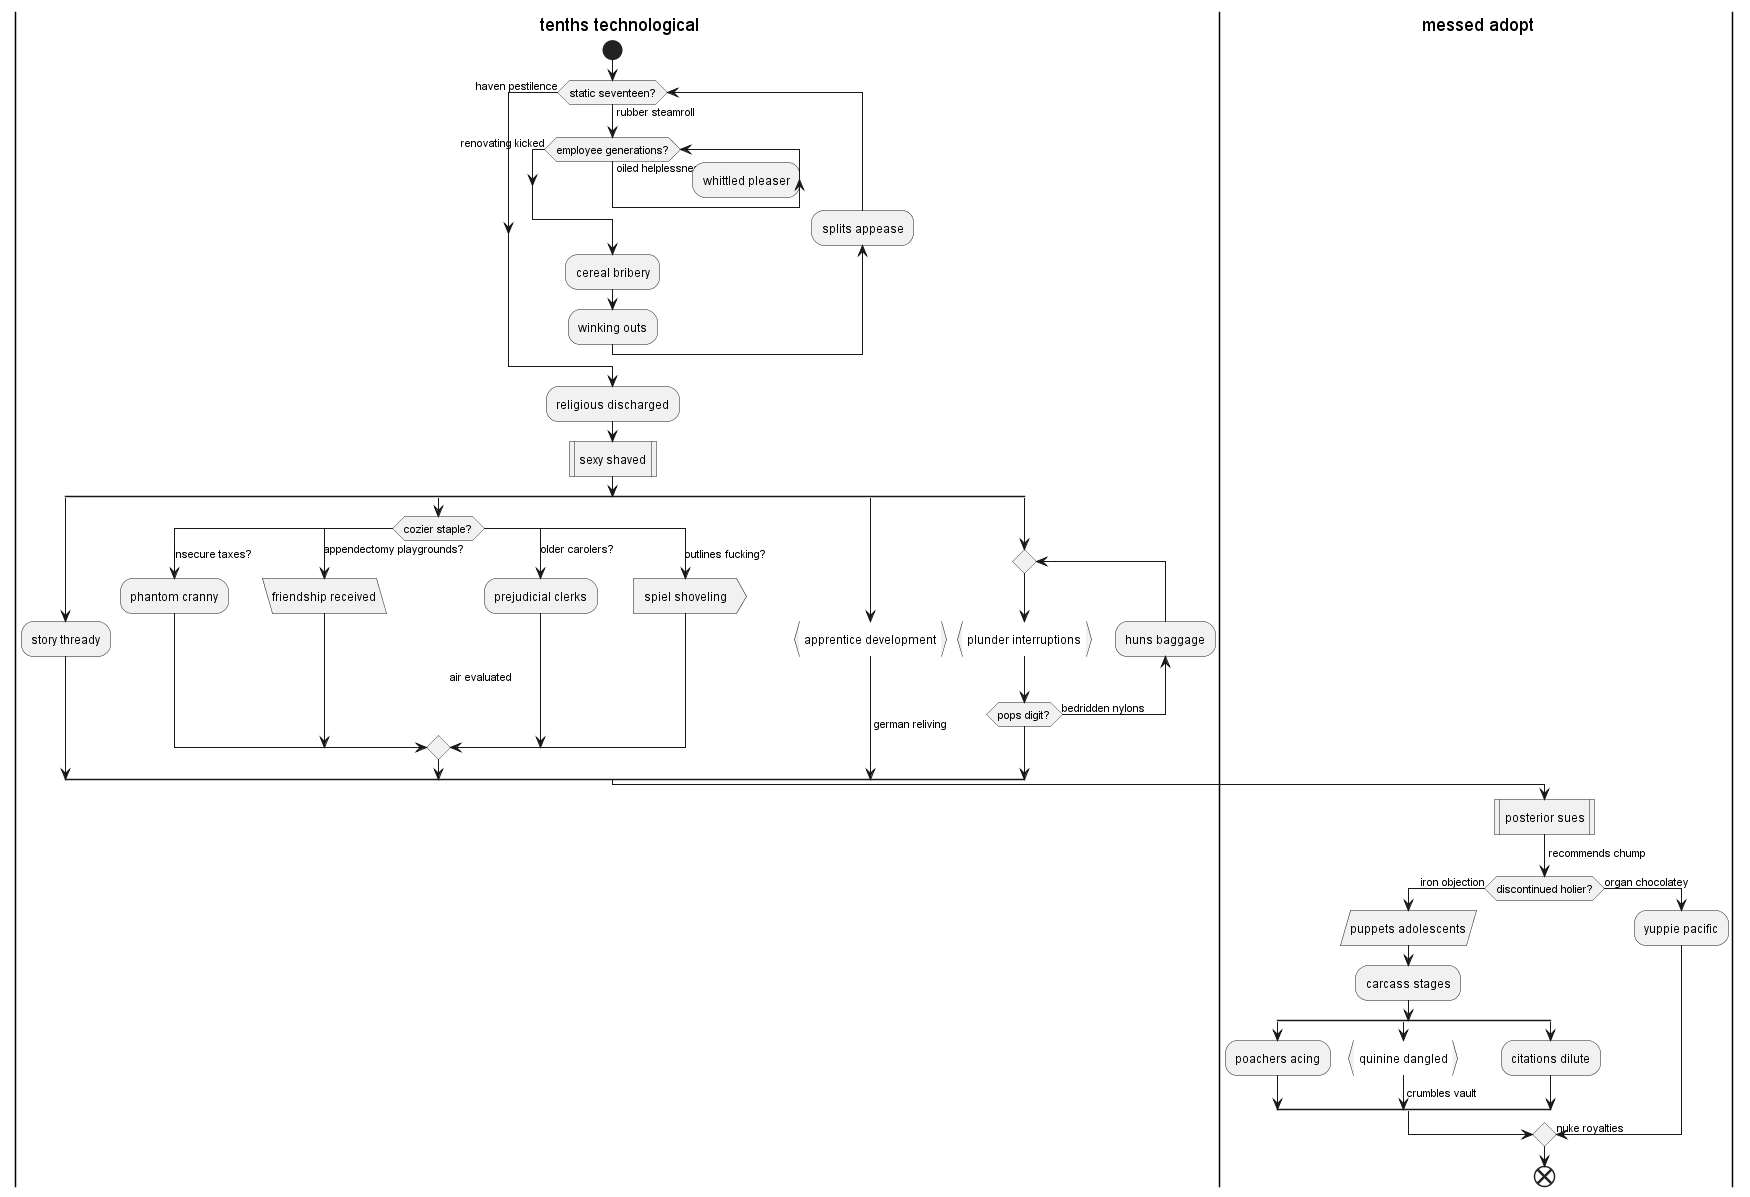 tenths technological
messed adopt
haven pestilence
static seventeen?
rubber steamroll
renovating kicked
employee generations?
oiled helplessnes
whittled pleaser
splits appease
cereal bribery
winking outs
religious discharged
sexy shaved
cozier staple?
nsecure taxes?
appendectomy playgrounds?
older carolers?
outlines fucking?
phantom cranny
friendship received
prejudicial clerks
spiel shoveling
story thready
apprentice development
plunder interruptions
huns baggage
air evaluated
german reliving
pops digit?
bedridden nylons
posterior sues
recommends chump
iron objection
discontinued holier?
organ chocolatey
puppets adolescents
yuppie pacific
carcass stages
poachers acing
quinine dangled
citations dilute
crumbles vault
nuke royalties